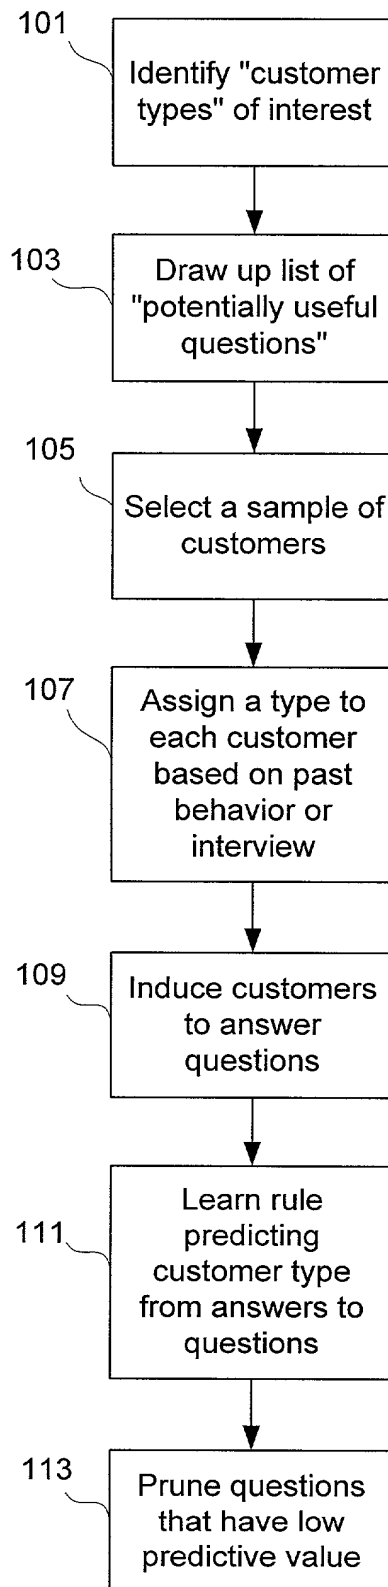 101
Identify "customer
types" of interest
103
Draw up list of
"potentially useful
questions"
105
Select a sample of
customers
107
Assign a type to
each customer
based on past
behavior or
interview
109
Induce customers
to answer
questions
111
Learn rule
predicting
customer type
from answers to
questions
113
Prune questions
that have low
predictive value